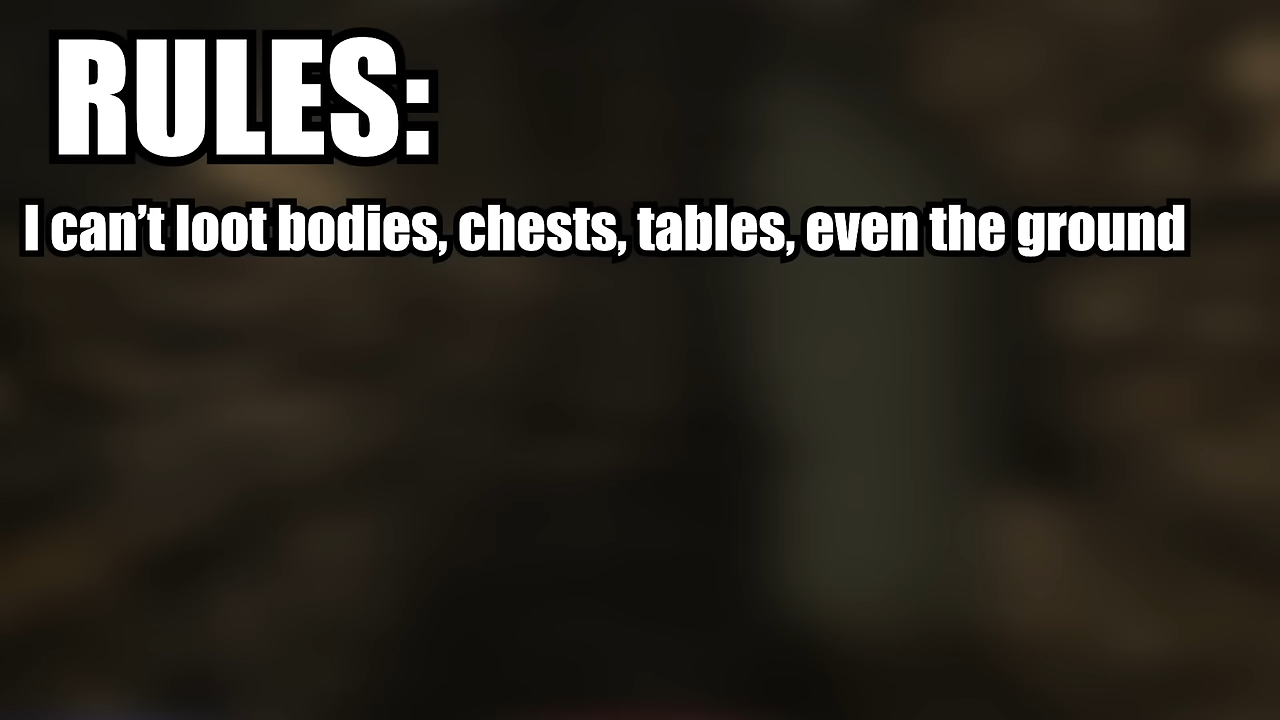 RULES:
I can’t loot bodies, chests, tables, even the ground